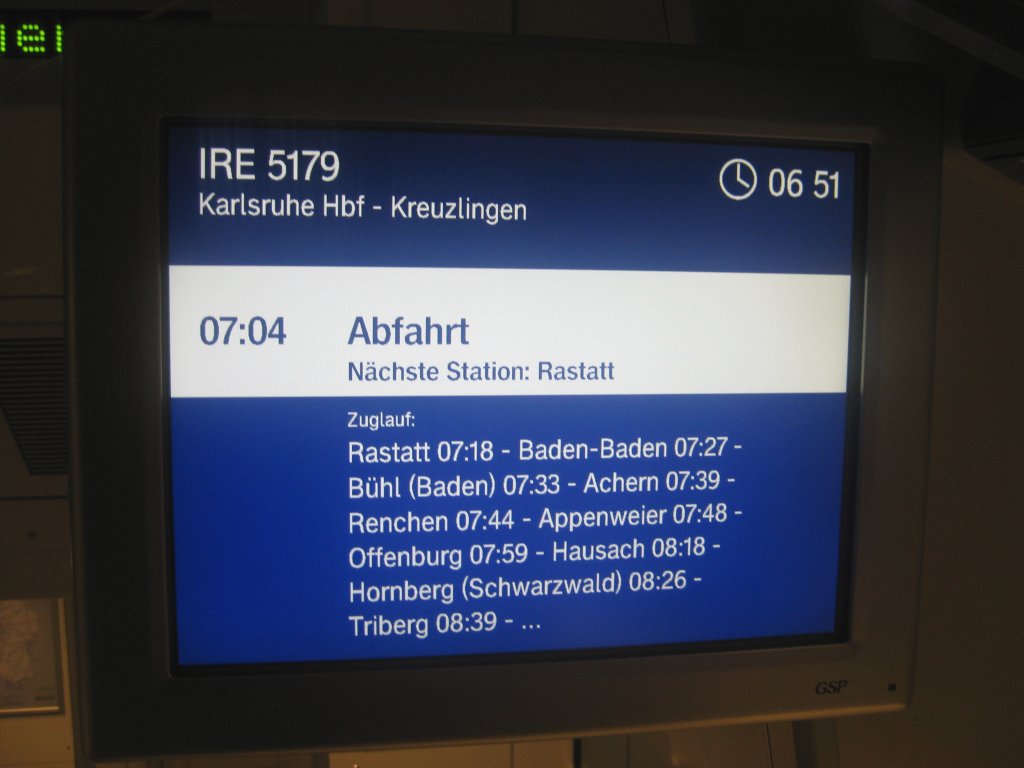 IRE 5179
Karlsruhe Hbf - Kreuzlingen
06 51
07:04 Abfahrt
Nächste Station: Rastatt
Zuglauf:
Rastatt 07:18 - Baden-Baden 07:27 -
Bühl (Baden) 07:33 - Achern 07:39 -
Renchen 07:44 - Appenweier 07:48 -
Offenburg 07:59 - Hausach 08:18 -
Hornberg (Schwarzwald) 08:26 -
Triberg 08:39 - ...
GSP